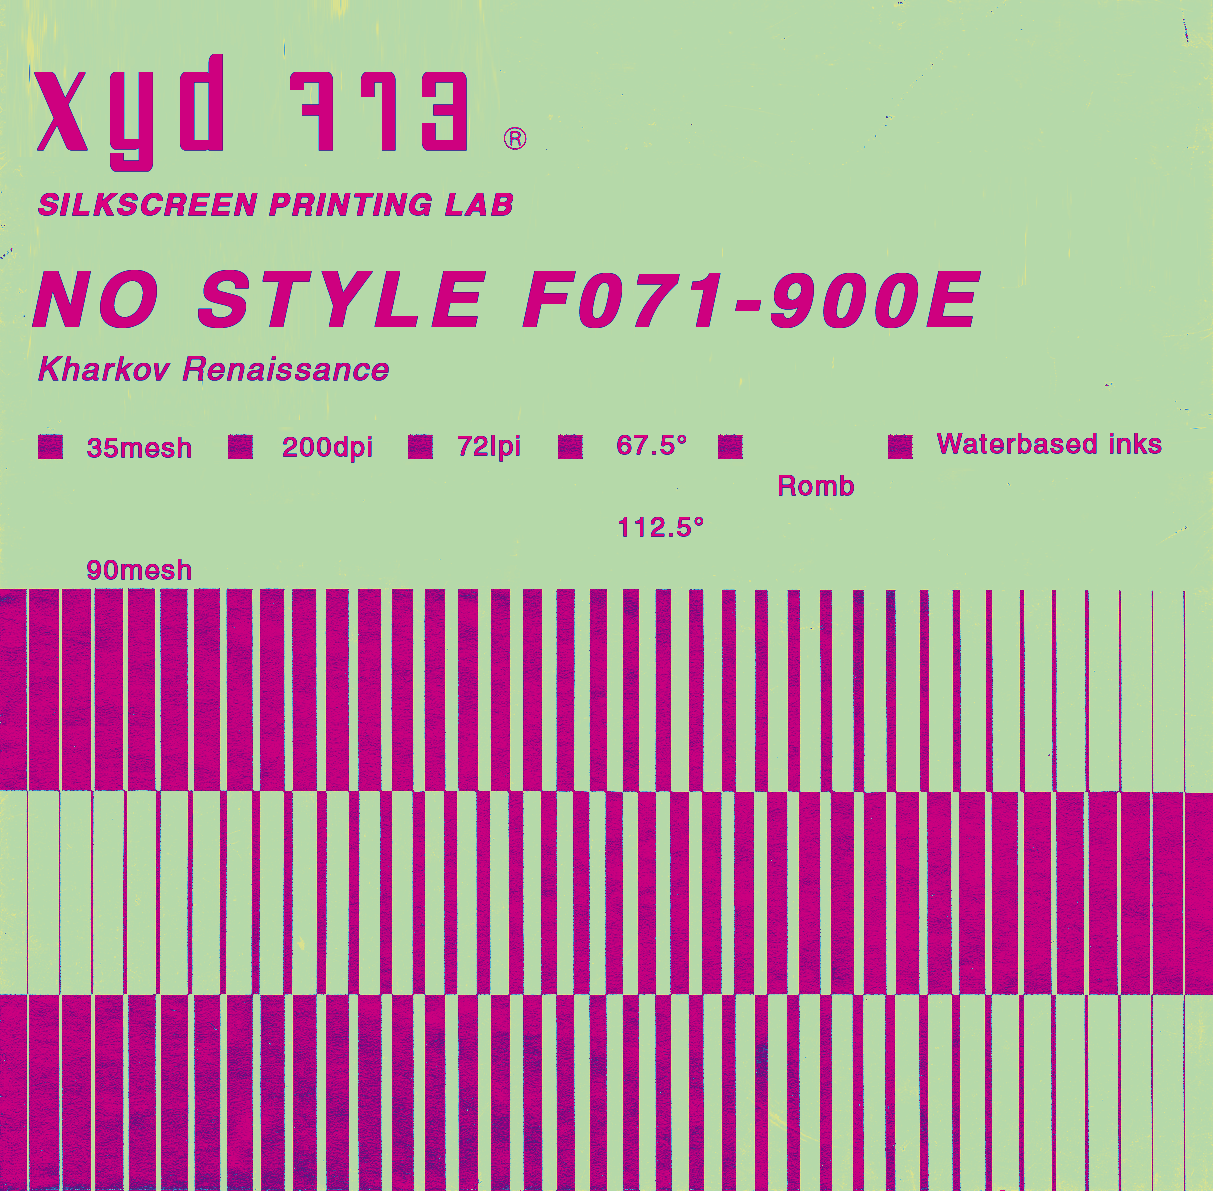 xyd 773 ®
SILKSCREEN PRINTING LAB
NO STYLE F071-900E
Kharkov Renaissance
35mesh 200dpi 72lpi 67.5° Waterbased inks
Romb
112.5°
90mesh